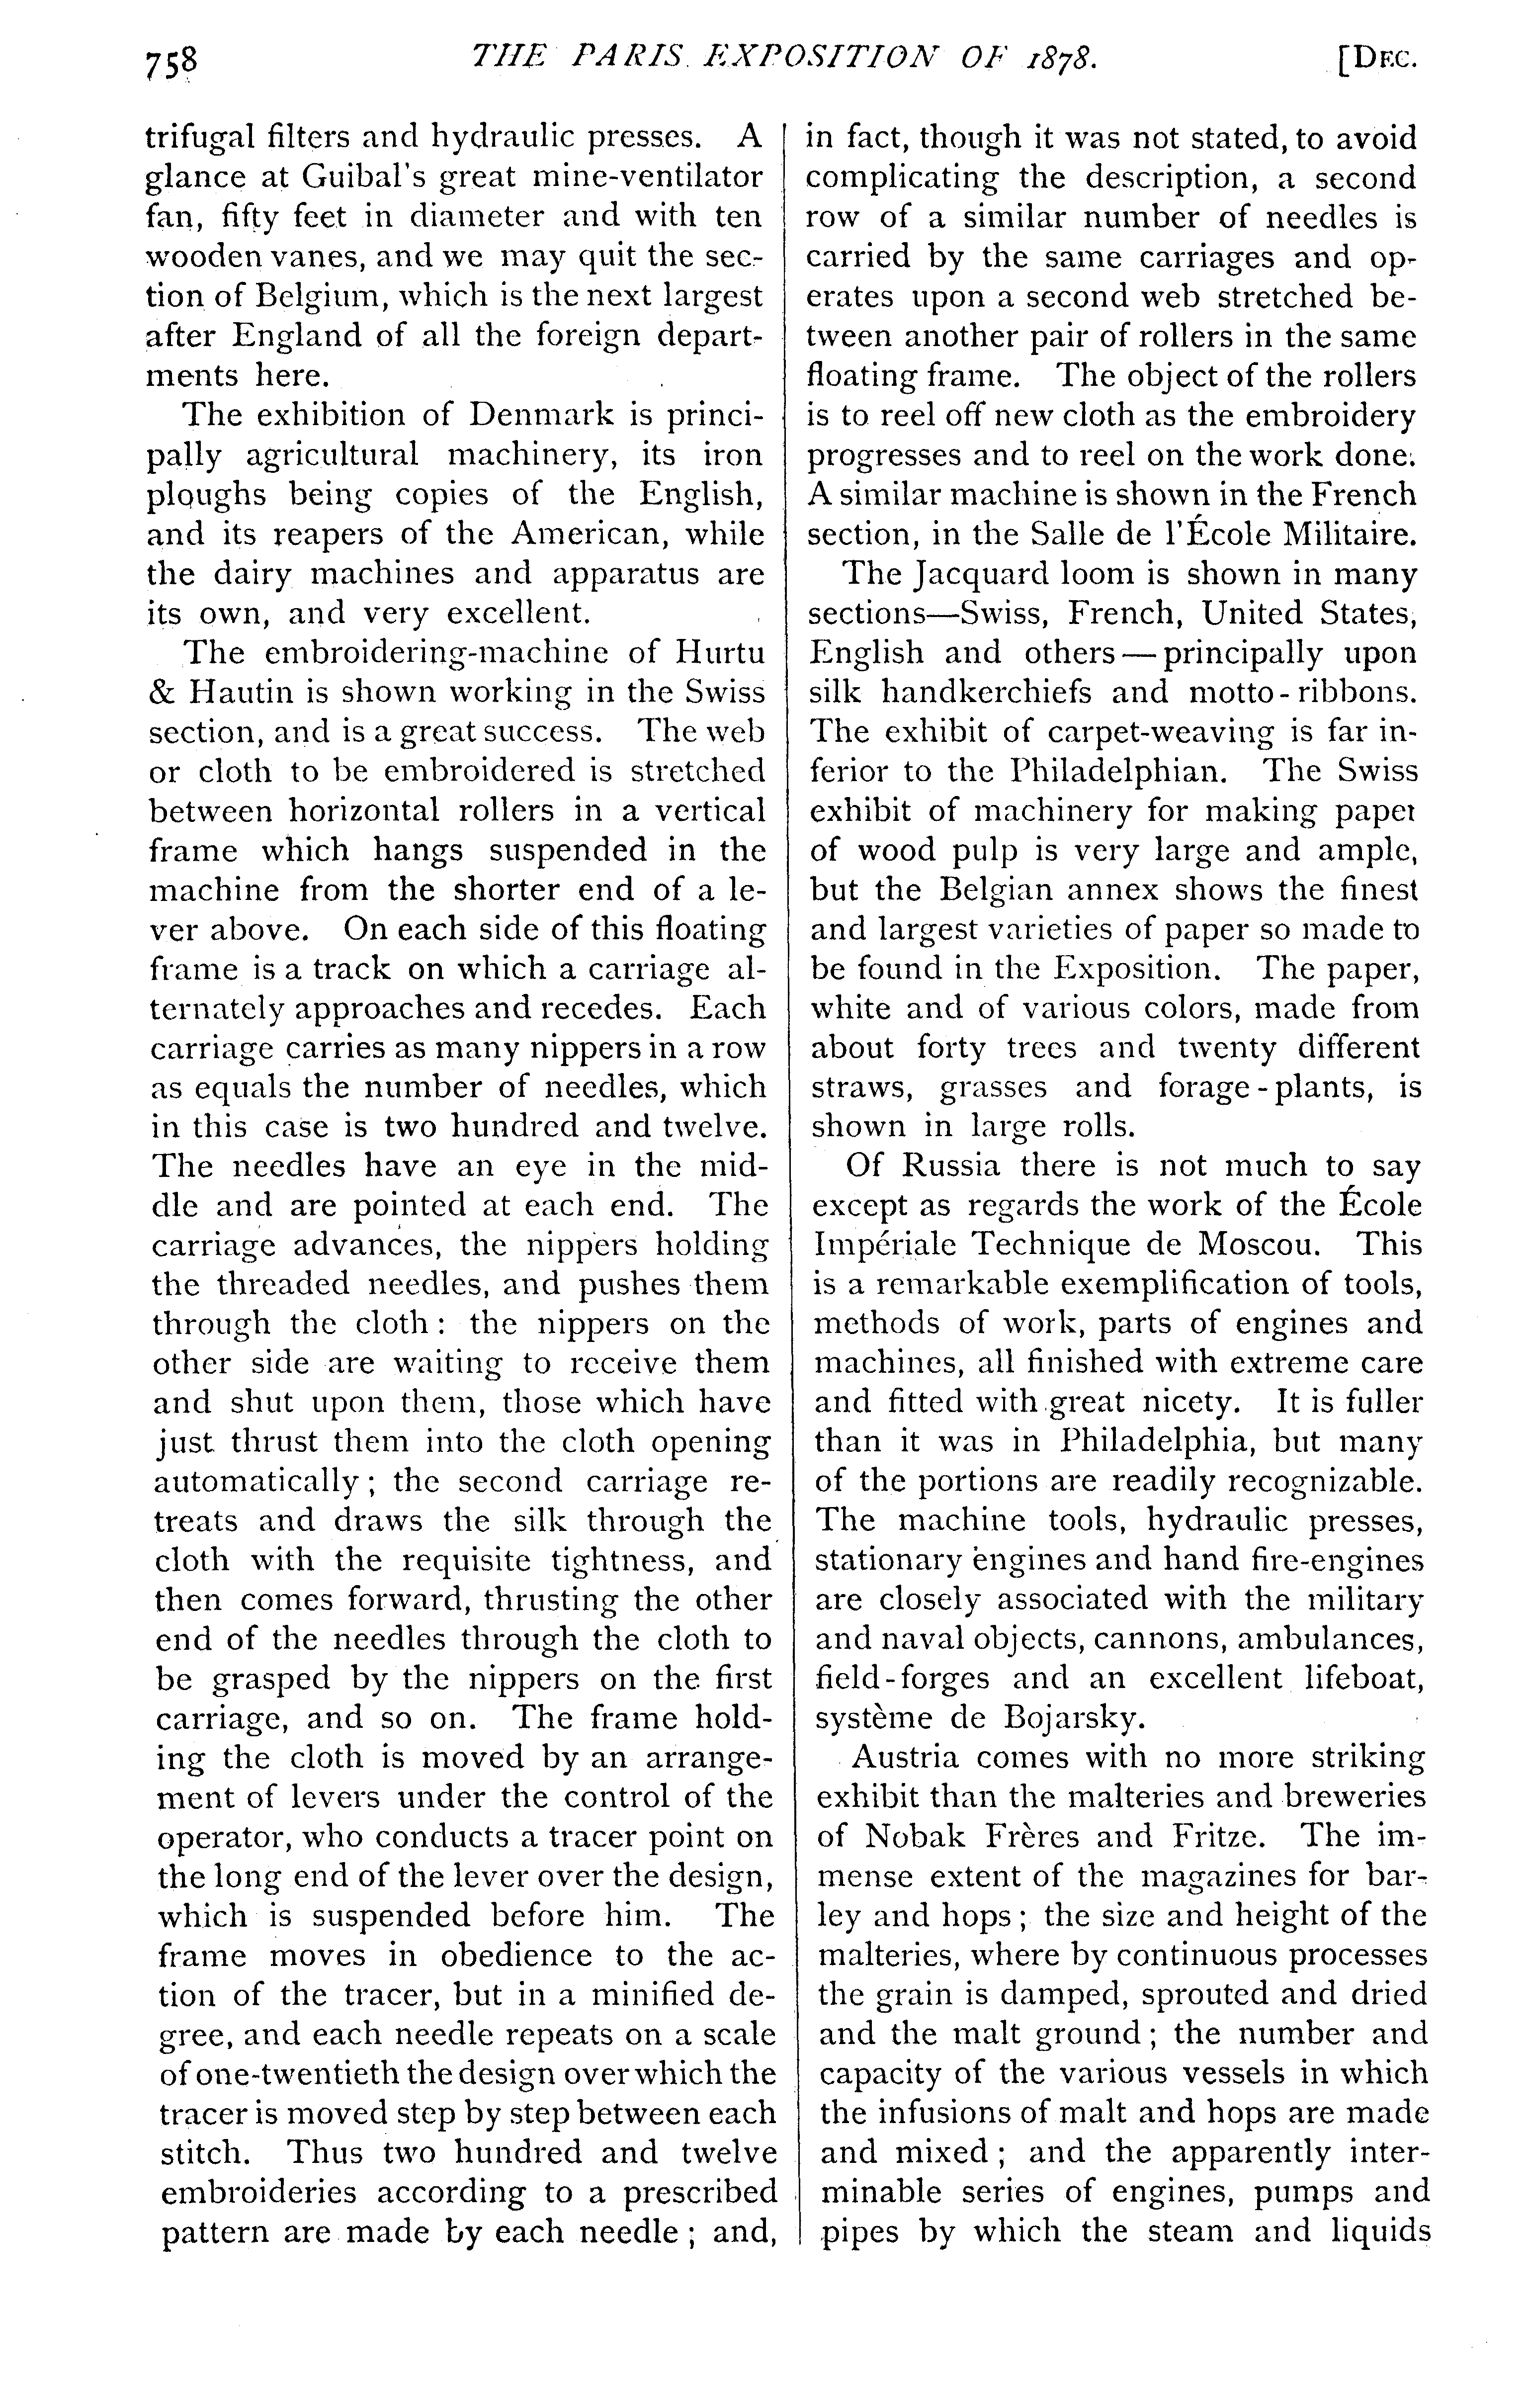 758
THE PARIS EXPOSITION OF 1878.
[DEC.
trifugal filters and hydraulic presses. A
glance at Guibal's great mine-ventilator
fan, fifty feet in diameter and with ten
wooden vanes, and we may quit the sec-
tion of Belgium, which is the next largest
after England of all the foreign depart-
ments here.
The exhibition of Denmark is princi-
pally agricultural machinery, its iron
ploughs being copies of the English,
and its reapers of the American, while
the dairy machines and apparatus are
its own, and very excellent.
The embroidering-machine of Hurtu
& Hautin is shown working in the Swiss
section, and is a great success. The web
or cloth to be embroidered is stretched
between horizontal rollers in a vertical
frame which hangs suspended in the
machine from the shorter end of a le-
ver above. On each side of this floating
frame is a track on which a carriage al-
ternately approaches and recedes. Each
carriage carries as many nippers in a row
as equals the number of needles, which
in this case is two hundred and twelve.
The needles have an eye in the mid-
dle and are pointed at each end. The
carriage advances, the nippers holding
the threaded needles, and pushes them
through the cloth: the nippers on the
other side are waiting to receive them
and shut upon them, those which have
just thrust them into the cloth opening
automatically; the second carriage re-
treats and draws the silk through the
cloth with the requisite tightness, and
then comes forward, thrusting the other
end of the needles through the cloth to
be grasped by the nippers on the first
carriage, and so on. The frame hold-
ing the cloth is moved by an arrange-
ment of levers under the control of the
operator, who conducts a tracer point on
the long end of the lever over the design,
which is suspended before him. The
frame moves in obedience to the ac-
tion of the tracer, but in a minified de-
gree, and each needle repeats on a scale
of one-twentieth the design over which the
tracer is moved step by step between each
stitch. Thus two hundred and twelve
embroideries according to a prescribed
pattern are made by each needle; and,
in fact, though it was not stated, to avoid
complicating the description, a second
row of a similar number of needles is
carried by the same carriages and op-
erates upon a second web stretched be-
tween another pair of rollers in the same
floating frame. The object of the rollers
is to reel off new cloth as the embroidery
progresses and to reel on the work done.
A similar machine is shown in the French
section, in the Salle de l'École Militaire.
The Jacquard loom is shown in many
sections—Swiss, French, United States,
English and others — principally upon
silk handkerchiefs and motto-ribbons.
The exhibit of carpet-weaving is far in-
ferior to the Philadelphian. The Swiss
exhibit of machinery for making paper
of wood pulp is very large and ample,
but the Belgian annex shows the finest
and largest varieties of paper so made to
be found in the Exposition. The paper,
white and of various colors, made from
about forty trees and twenty different
straws, grasses and forage-plants, is
shown in large rolls.
Of Russia there is not much to say
except as regards the work of the École
Impériale Technique de Moscou. This
is a remarkable exemplification of tools,
methods of work, parts of engines and
machines, all finished with extreme care
and fitted with great nicety. It is fuller
than it was in Philadelphia, but many
of the portions are readily recognizable.
The machine tools, hydraulic presses,
stationary engines and hand fire-engines
are closely associated with the military
and naval objects, cannons, ambulances,
field-forges and an excellent lifeboat,
système de Bojarsky.
Austria comes with no more striking
exhibit than the malteries and breweries
of Nobak Frères and Fritze. The im-
mense extent of the magazines for bar-
ley and hops; the size and height of the
malteries, where by continuous processes
the grain is damped, sprouted and dried
and the malt ground; the number and
capacity of the various vessels in which
the infusions of malt and hops are made
and mixed; and the apparently inter-
minable series of engines, pumps and
pipes by which the steam and liquids